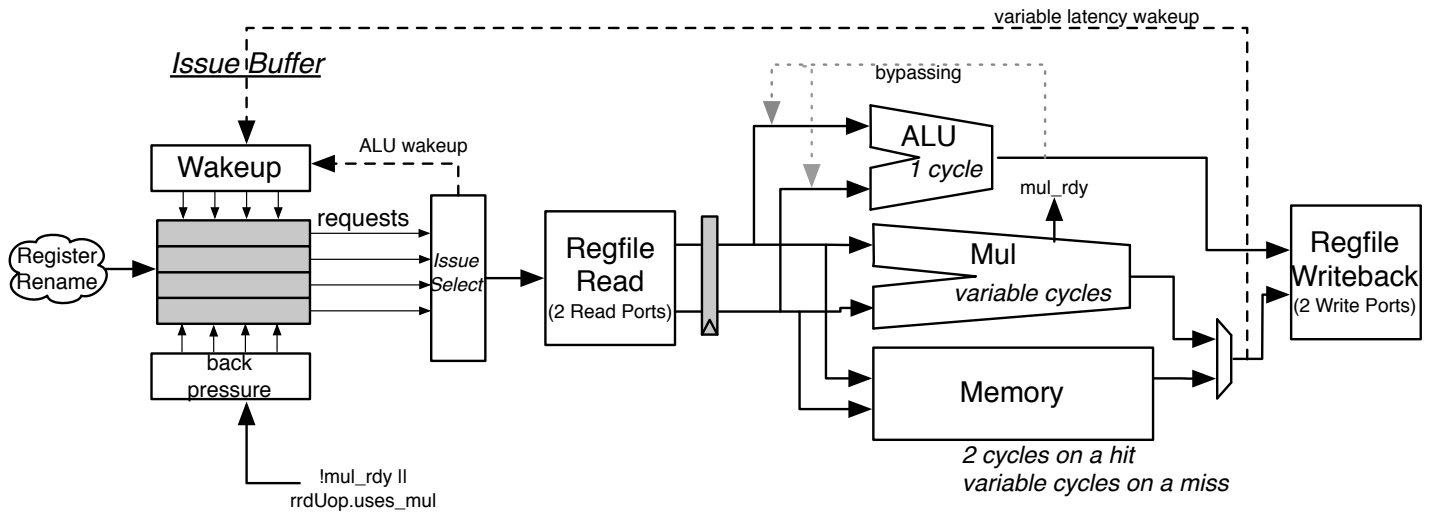 variable latency wakeup
Issue Buffer
bypassing
ALU wakeup
Wakeup
ALU
1 cycle
mul_rdy
requests
Register
Rename
Issue
Select
Regfile
Read
(2 Read Ports)
Mul
variable cycles
Regfile
Writeback
(2 Write Ports)
back
pressure
Memory
2 cycles on a hit
variable cycles on a miss
!mul_rdy ||
rrdUop.uses_mul